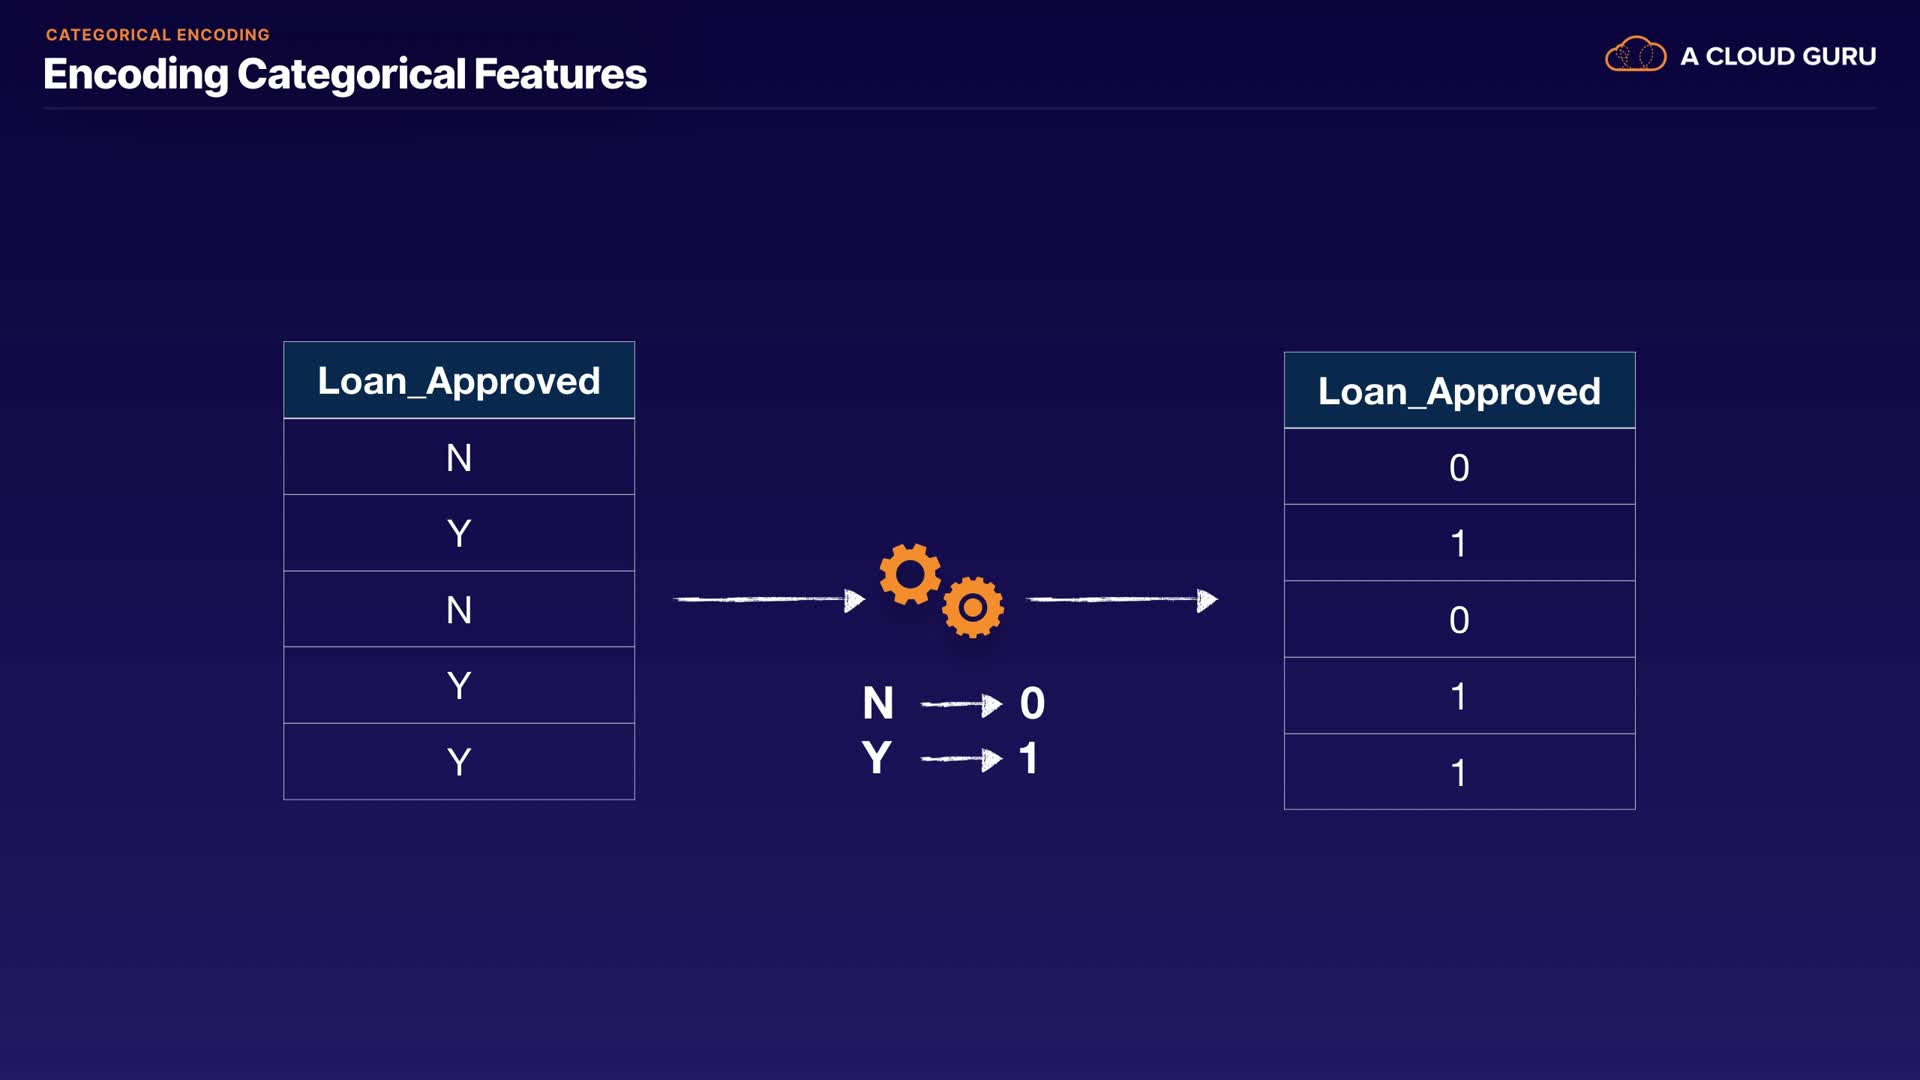 CATEGORICAL ENCODING
Encoding Categorical Features
A CLOUD GURU
Loan_Approved
N
Y
N
Y
Y
N 0
Y 1
Loan_Approved
0
1
0
1
1